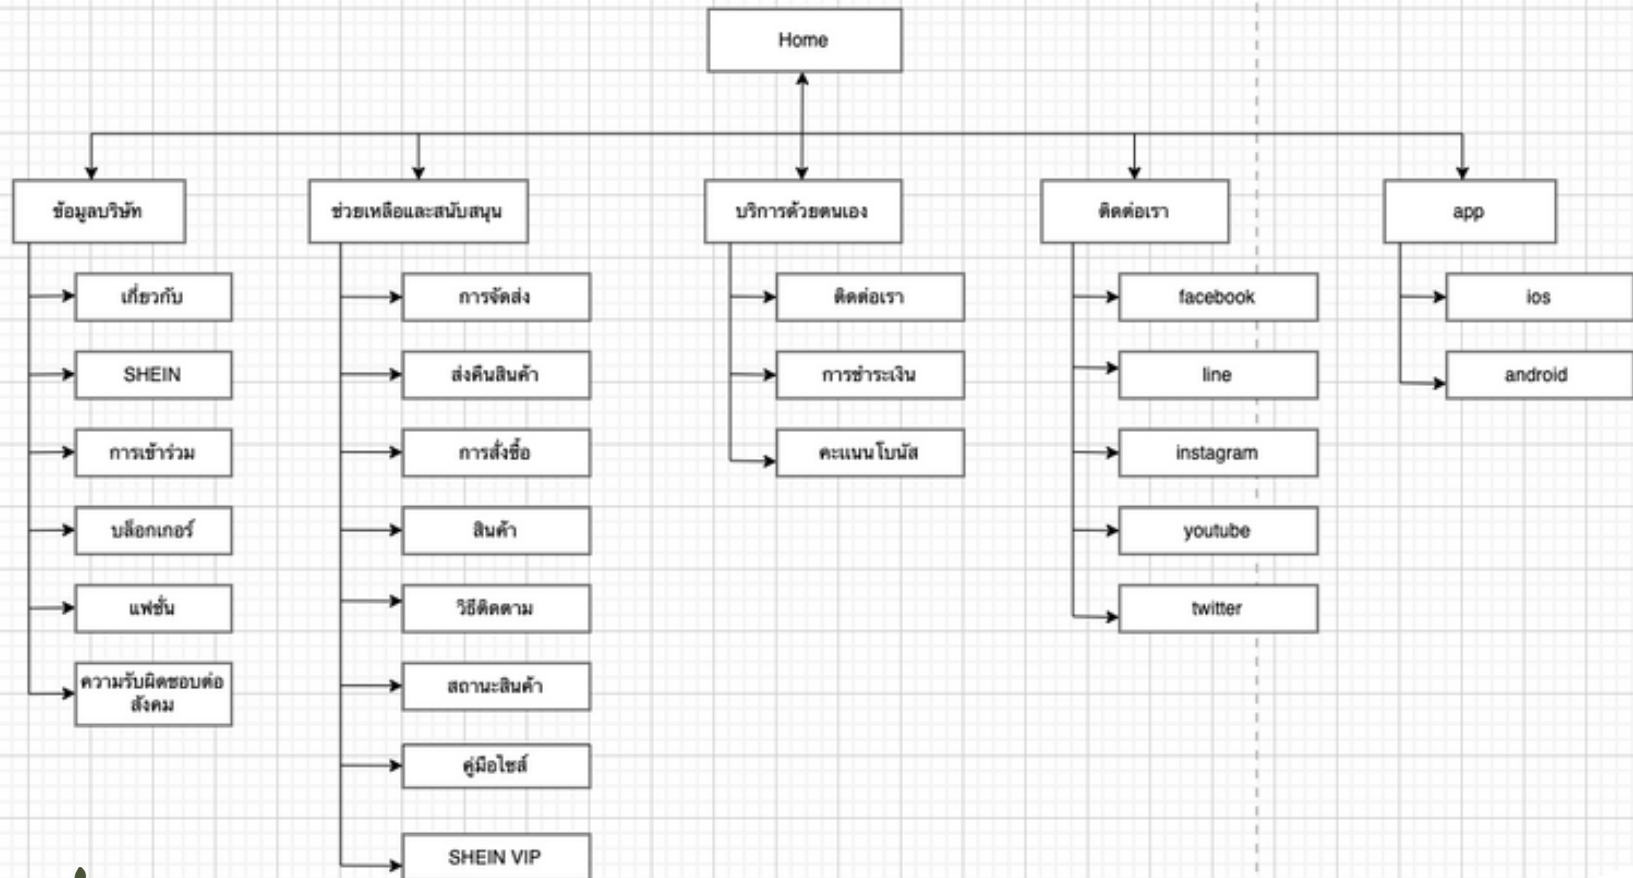 Home
ข้อมูลบริษัท
ช่วยเหลือและสนับสนุน
บริการด้วยตนเอง
ติดต่อเรา
app
เกี่ยวกับ
SHEIN
การเข้าร่วม
บล็อกเกอร์
แฟชั่น
ความรับผิดชอบต่อ
สังคม
การจัดส่ง
ส่งคืนสินค้า
การสั่งซื้อ
สินค้า
วิธีติดตาม
สถานะสินค้า
คู่มือไซส์
SHEIN VIP
ติดต่อเรา
การชำระเงิน
คะแนนโบนัส
facebook
line
instagram
youtube
twitter
ios
android